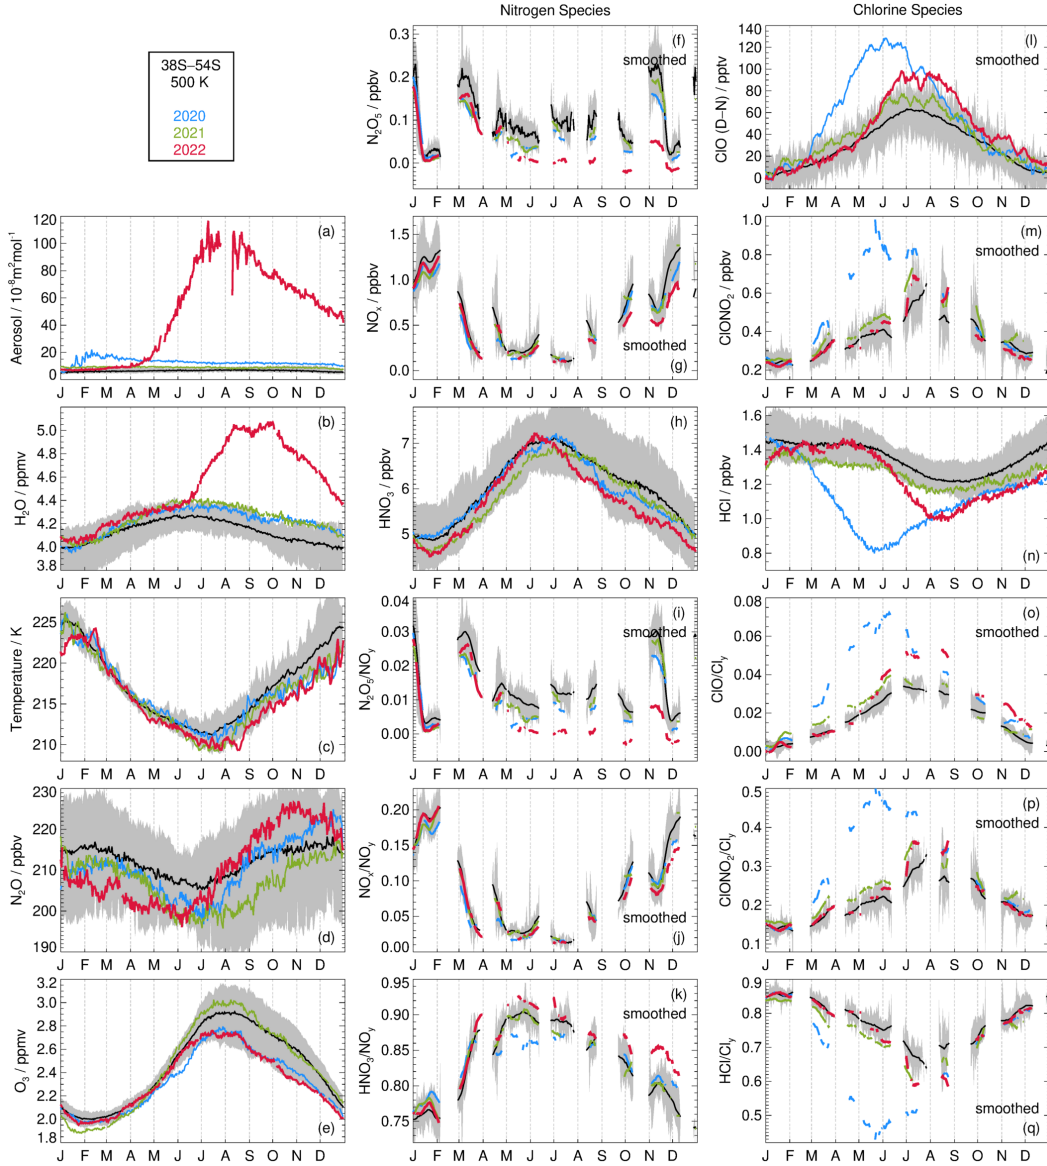 Nitrogen Species
Chlorine Species
38S–54S
500 K
2020
2021
2022
(a)
Aerosol / 10⁻⁸m²mol⁻¹
120
100
80
60
40
20
0
J F M A M J J A S O N D
(b)
H₂O / ppmv
5.0
4.8
4.6
4.4
4.2
4.0
3.8
J F M A M J J A S O N D
(c)
Temperature / K
225
220
215
210
J F M A M J J A S O N D
(d)
N₂O / ppbv
230
220
210
200
190
J F M A M J J A S O N D
(e)
O₃ / ppmv
3.2
3.0
2.8
2.6
2.4
2.2
2.0
1.8
J F M A M J J A S O N D
(f)
smoothed
N₂O₅ / ppbv
0.3
0.2
0.1
0.0
J F M A M J J A S O N D
(g)
smoothed
NOₓ / ppbv
1.5
1.0
0.5
0.0
J F M A M J J A S O N D
(h)
HNO₃ / ppbv
7
6
5
J F M A M J J A S O N D
(i)
smoothed
N₂O₅/NOᵧ
0.04
0.03
0.02
0.01
0.00
J F M A M J J A S O N D
(j)
smoothed
NOₓ/NOᵧ
0.20
0.15
0.10
0.05
0.00
J F M A M J J A S O N D
(k)
smoothed
HNO₃/NOᵧ
0.95
0.90
0.85
0.80
0.75
J F M A M J J A S O N D
(l)
smoothed
ClO (D–N) / pptv
140
120
100
80
60
40
20
0
J F M A M J J A S O N D
(m)
smoothed
ClONO₂ / ppbv
1.0
0.8
0.6
0.4
0.2
J F M A M J J A S O N D
(n)
HCl / ppbv
1.6
1.4
1.2
1.0
0.8
J F M A M J J A S O N D
(o)
smoothed
ClO/Clᵧ
0.08
0.06
0.04
0.02
0.00
J F M A M J J A S O N D
(p)
smoothed
ClONO₂/Clᵧ
0.5
0.4
0.3
0.2
0.1
J F M A M J J A S O N D
(q)
smoothed
HCl/Clᵧ
0.9
0.8
0.7
0.6
0.5
J F M A M J J A S O N D